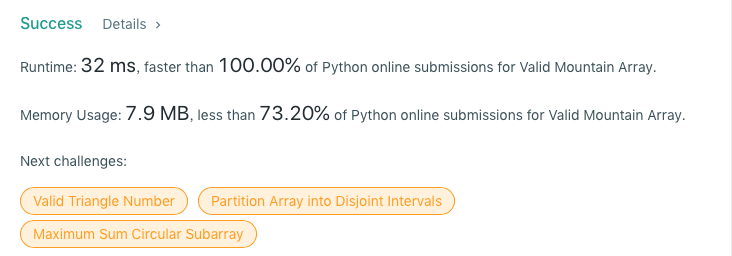 Success Details >
Runtime: 32 ms, faster than 100.00% of Python online submissions for Valid Mountain Array.
Memory Usage: 7.9 MB, less than 73.20% of Python online submissions for Valid Mountain Array.
Next challenges:
Valid Triangle Number Partition Array into Disjoint Intervals
Maximum Sum Circular Subarray